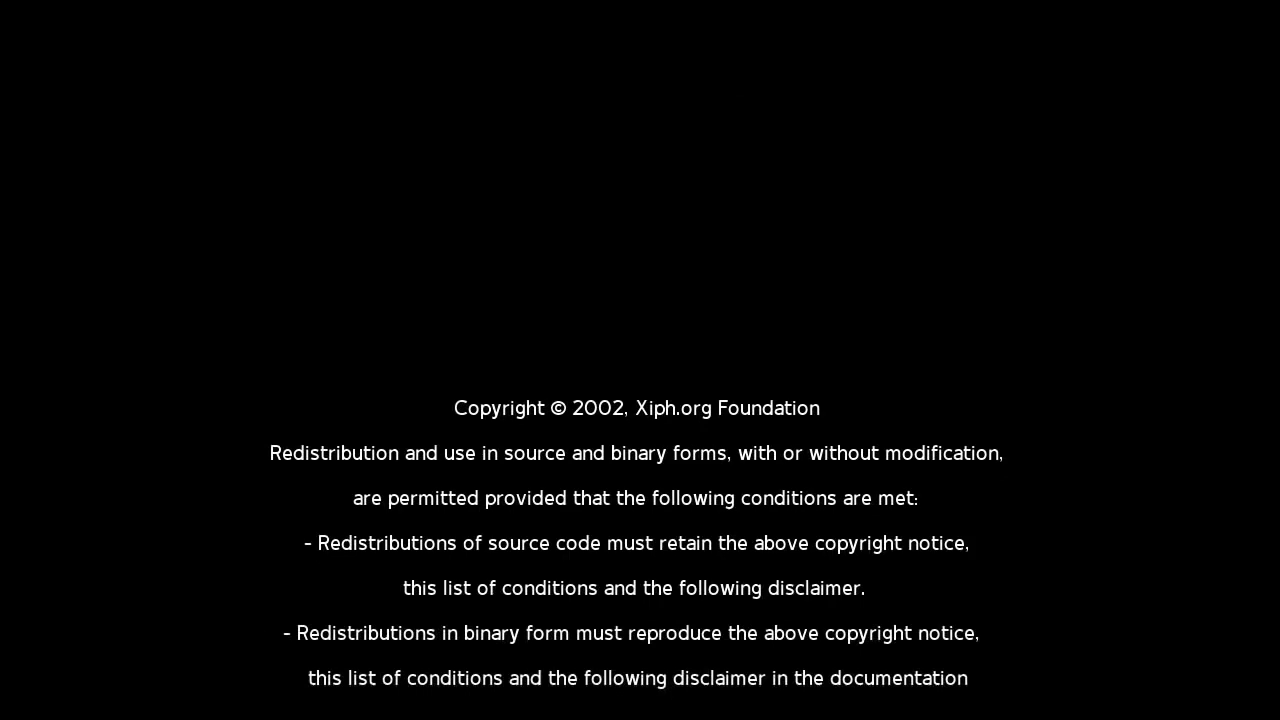 Copyright © 2002, Xiph.org Foundation
Redistribution and use in source and binary forms, with or without modification,
are permitted provided that the following conditions are met:
- Redistributions of source code must retain the above copyright notice,
this list of conditions and the following disclaimer.
- Redistributions in binary form must reproduce the above copyright notice,
this list of conditions and the following disclaimer in the documentation